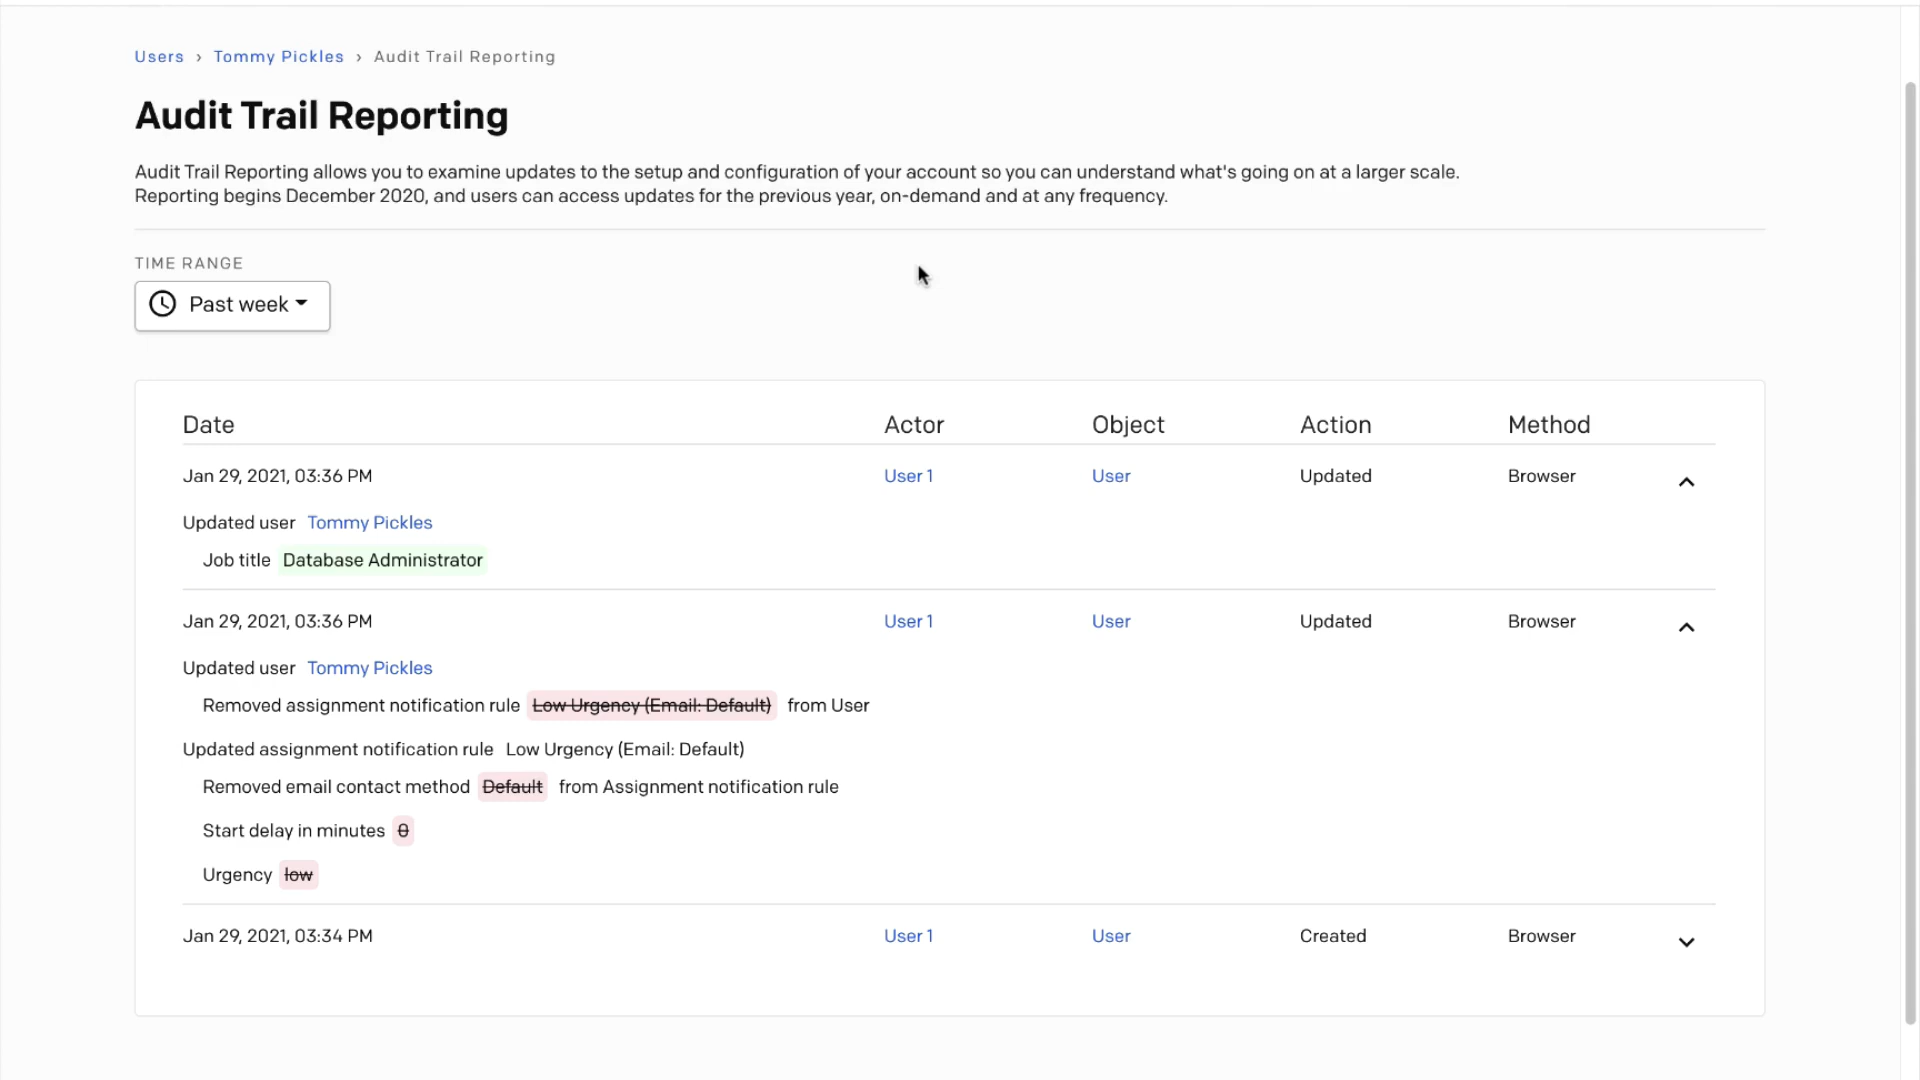 Users › Tommy Pickles › Audit Trail Reporting
Audit Trail Reporting
Audit Trail Reporting allows you to examine updates to the setup and configuration of your account so you can understand what's going on at a larger scale.
Reporting begins December 2020, and users can access updates for the previous year, on-demand and at any frequency.
TIME RANGE
Past week
Date Actor Object Action Method
Jan 29, 2021, 03:36 PM User 1 User Updated Browser
Updated user Tommy Pickles
Job title Database Administrator
Jan 29, 2021, 03:36 PM User 1 User Updated Browser
Updated user Tommy Pickles
Removed assignment notification rule Low Urgency (Email: Default) from User
Updated assignment notification rule Low Urgency (Email: Default)
Removed email contact method Default from Assignment notification rule
Start delay in minutes 0
Urgency low
Jan 29, 2021, 03:34 PM User 1 User Created Browser